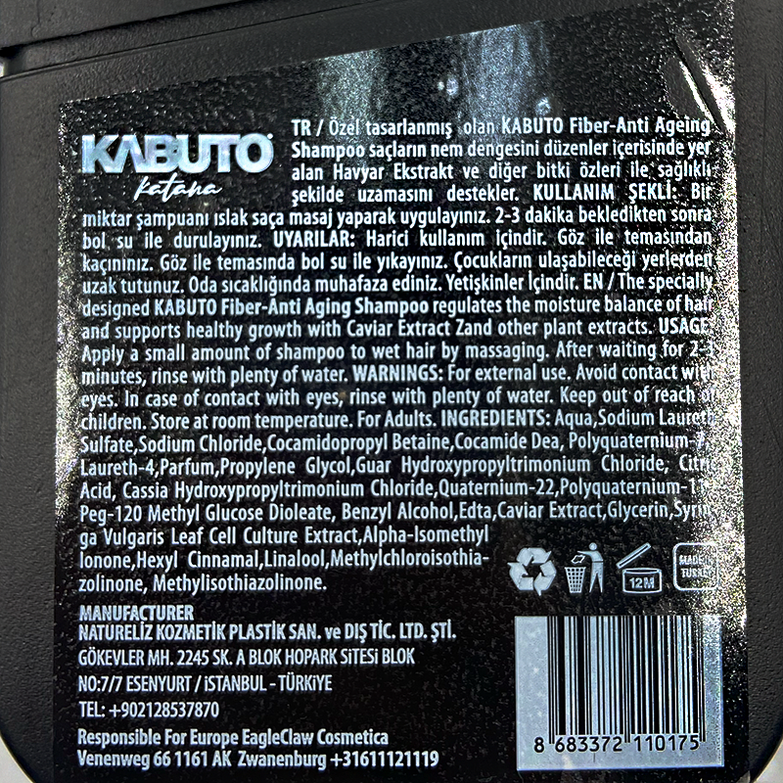 KABUTO
katana
TR / Özel tasarlanmış olan KABUTO Fiber-Anti Ageing
Shampoo saçların nem dengesini düzenler içerisinde yer
alan Havyar Ekstrakt ve diğer bitki özleri ile sağlıklı
şekilde uzamasını destekler. KULLANIM ŞEKLİ: Bir
miktar şampuanı ıslak saça masaj yaparak uygulayınız. 2-3 dakika bekledikten sonra
bol su ile durulayınız. UYARILAR: Harici kullanım içindir. Göz ile temasından
kaçınınız. Göz ile temasında bol su ile yıkayınız. Çocukların ulaşabileceği yerlerden
uzak tutunuz. Oda sıcaklığında muhafaza ediniz. Yetişkinler İçindir. EN / The specially
designed KABUTO Fiber-Anti Aging Shampoo regulates the moisture balance of hair
and supports healthy growth with Caviar Extract Zand other plant extracts. USAGE:
Apply a small amount of shampoo to wet hair by massaging. After waiting for 2-3
minutes, rinse with plenty of water. WARNINGS: For external use. Avoid contact with
eyes. In case of contact with eyes, rinse with plenty of water. Keep out of reach of
children. Store at room temperature. For Adults. INGREDIENTS: Aqua,Sodium Laureth
Sulfate,Sodium Chloride,Cocamidopropyl Betaine,Cocamide Dea, Polyquaternium-7,
Laureth-4,Parfum,Propylene Glycol,Guar Hydroxypropyltrimonium Chloride, Citric
Acid, Cassia Hydroxypropyltrimonium Chloride,Quaternium-22,
Peg-120 Methyl Glucose Dioleate, Benzyl Alcohol,Edta,Caviar Extract,Glycerin,Syrin
ga Vulgaris Leaf Cell Culture Extract,Alpha-Isomethyl
Ionone,Hexyl Cinnamal,Linalool,Methylchloroisothia-
zolinone, Methylisothiazolinone.
12M
MADE IN
TURKEY
MANUFACTURER
NATURELİZ KOZMETİK PLASTİK SAN. ve DIŞ TİC. LTD. ŞTİ.
GÖKEVLER MH. 2245 SK. A BLOK HOPARK SiTESi BLOK
NO:7/7 ESENYURT / iSTANBUL - TÜRKiYE
TEL: +902128537870
Responsible For Europe EagleClaw Cosmetica
Venenweg 66 1161 AK Zwanenburg +31611121119
8 683372 110175